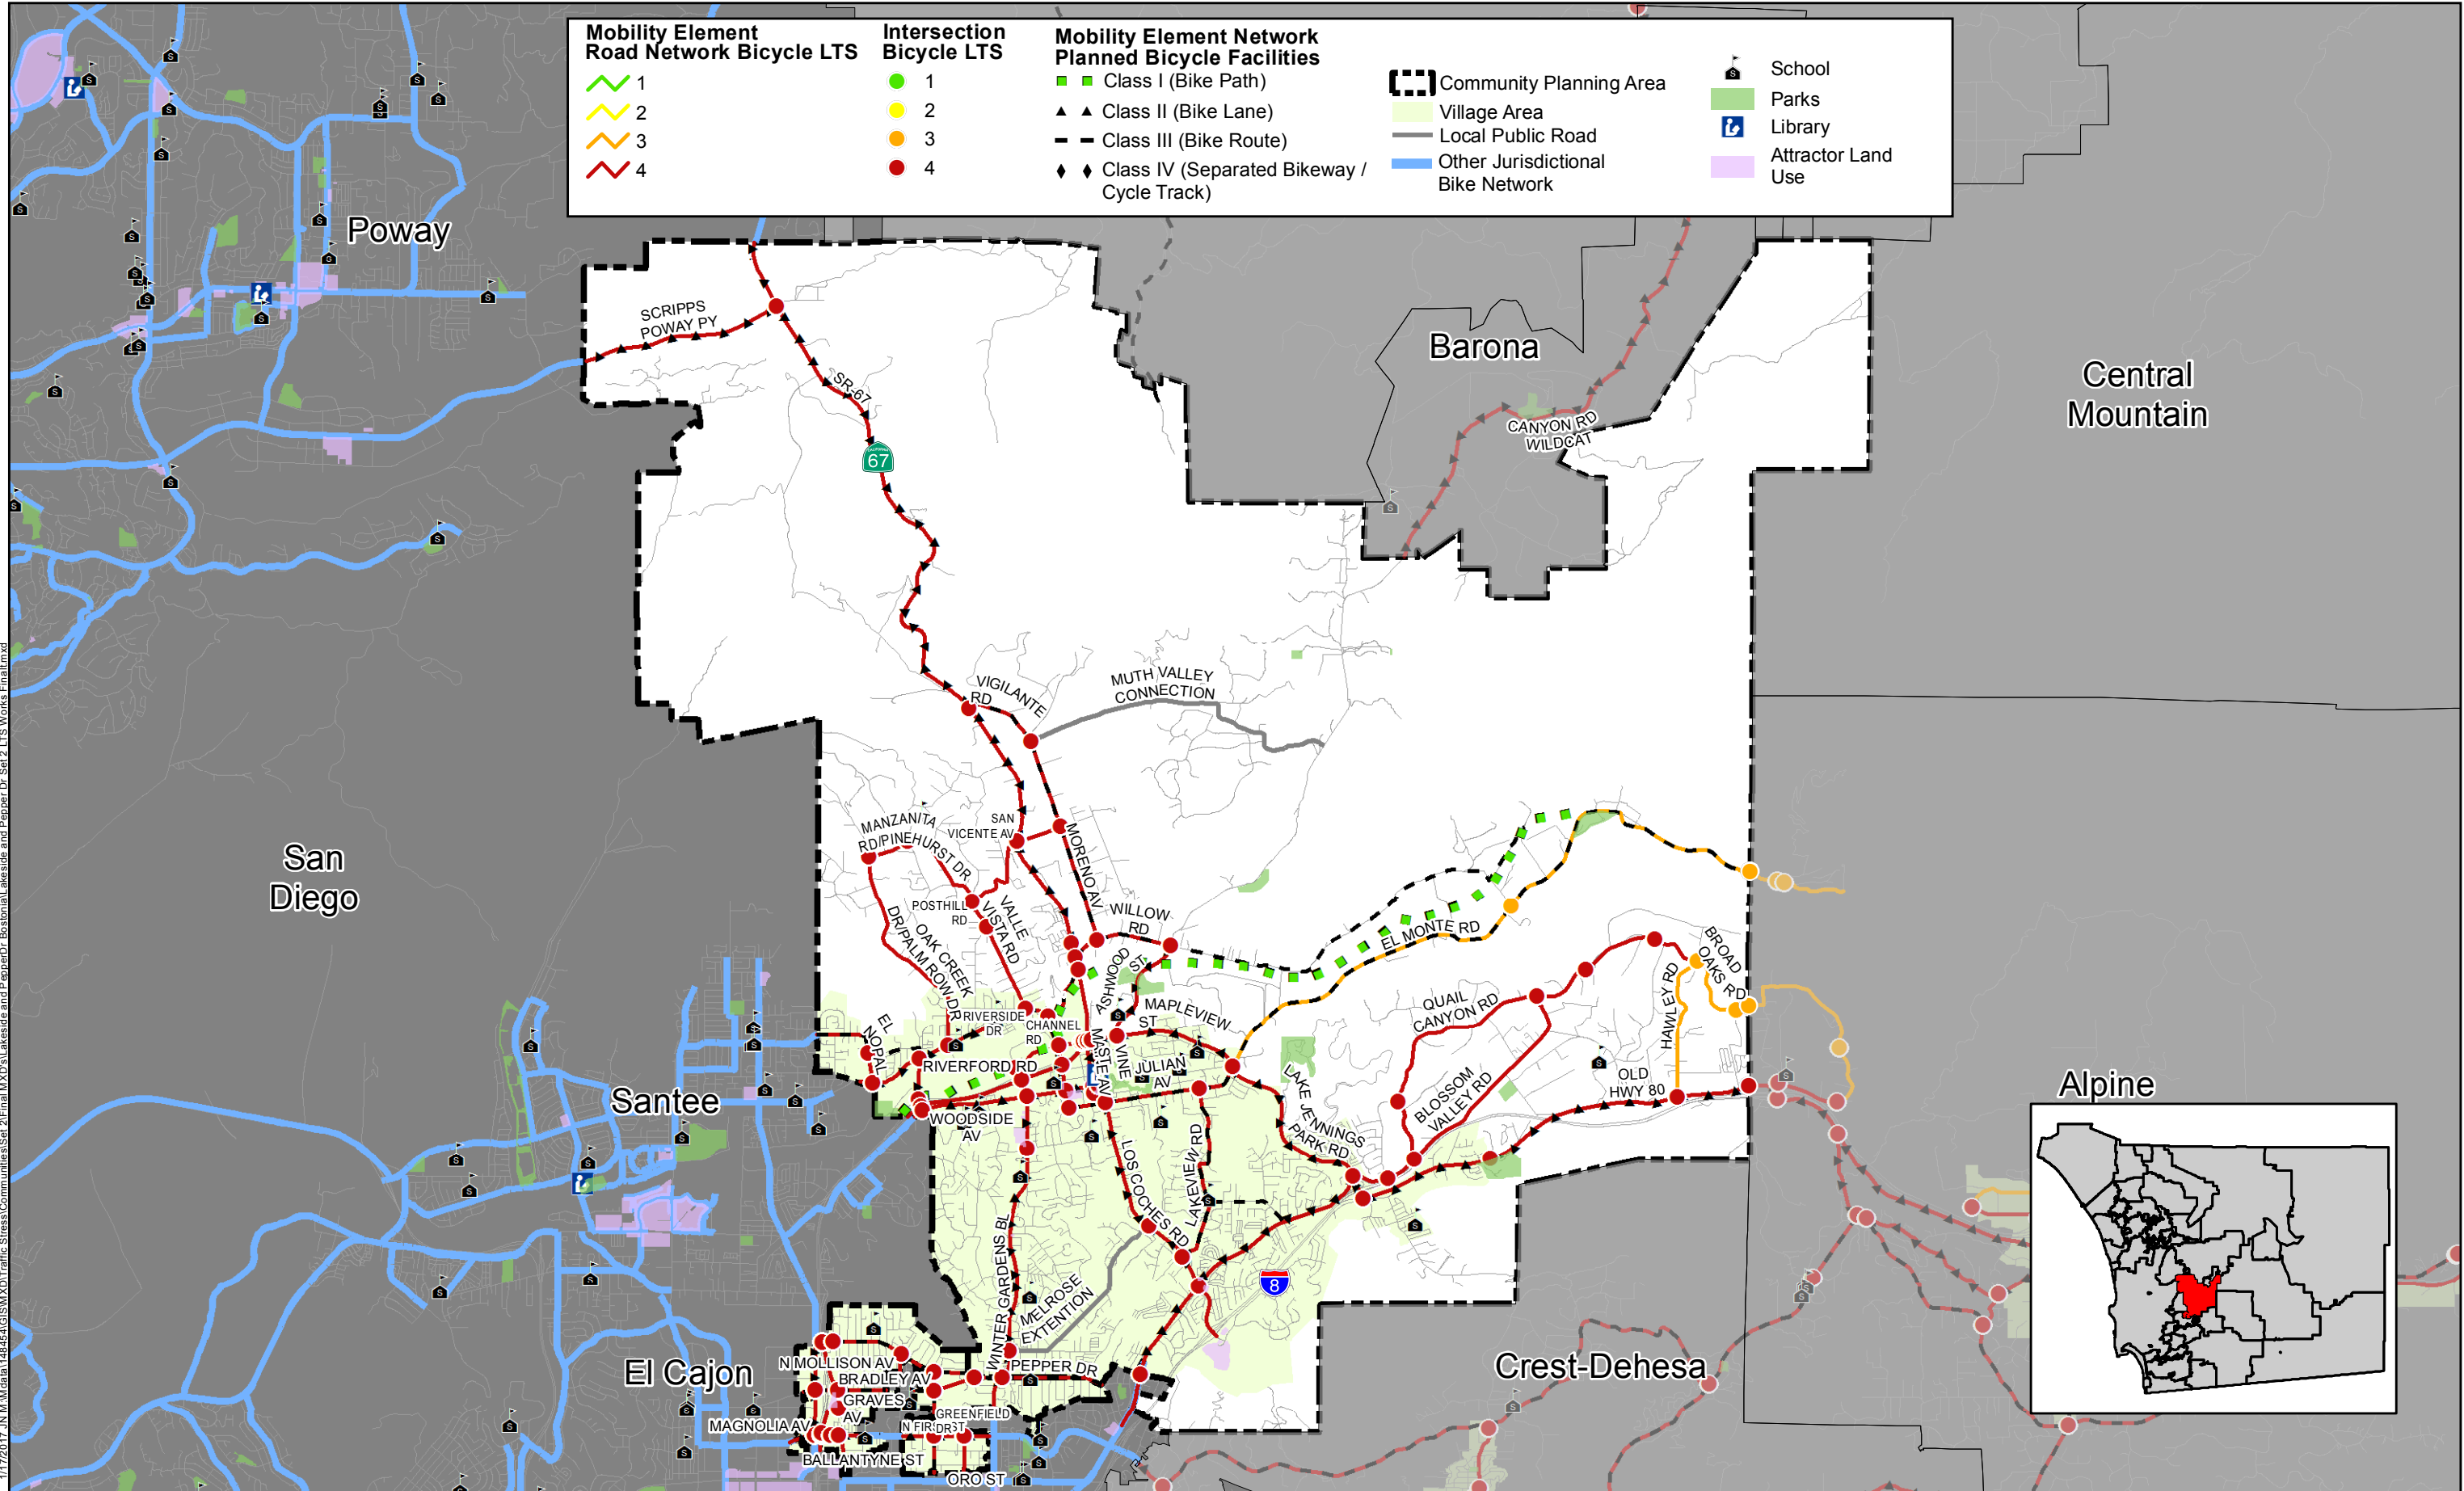 Mobility Element
Road Network Bicycle LTS
1
2
3
4
Intersection
Bicycle LTS
1
2
3
4
Mobility Element Network
Planned Bicycle Facilities
Class I (Bike Path)
Class II (Bike Lane)
Class III (Bike Route)
Class IV (Separated Bikeway /
Cycle Track)
Community Planning Area
Village Area
Local Public Road
Other Jurisdictional
Bike Network
School
Parks
Library
Attractor Land
Use
Poway
SCRIPPS
POWAY PY
SR-67
CALIFORNIA
67
Barona
CANYON RD
WILDCAT
Central
Mountain
VIGILANTE
RD
MUTH VALLEY
CONNECTION
San
Diego
MANZANITA
RD/PINEHURST DR
SAN
VICENTE AV
MORENO AV
POSTHILL
RD
VALLE
VISTA RD
OAK CREEK
DR/PALM ROW DR
WILLOW
RD
ASHWOOD
ST
EL MONTE RD
BROAD
OAKS RD
HAWLEY RD
QUAIL
CANYON RD
EL
NOPAL
RIVERSIDE
DR
CHANNEL
RD
MAPLEVIEW
ST
MAINE AV
VINE
ST
JULIAN
AV
RIVERFORD RD
WOODSIDE
AV
LAKE JENNINGS
PARK RD
BLOSSOM
VALLEY RD
OLD
HWY 80
Santee
Alpine
LOS COCHES RD
LAKEVIEW RD
WINTER GARDENS BL
MELROSE
EXTENTION
8
El Cajon
N MOLLISON AV
BRADLEY AV
GRAVES
AV
PEPPER DR
MAGNOLIA AV
GREENFIELD
DR
N FIRST
BALLANTYNE ST
ORO ST
Crest-Dehesa